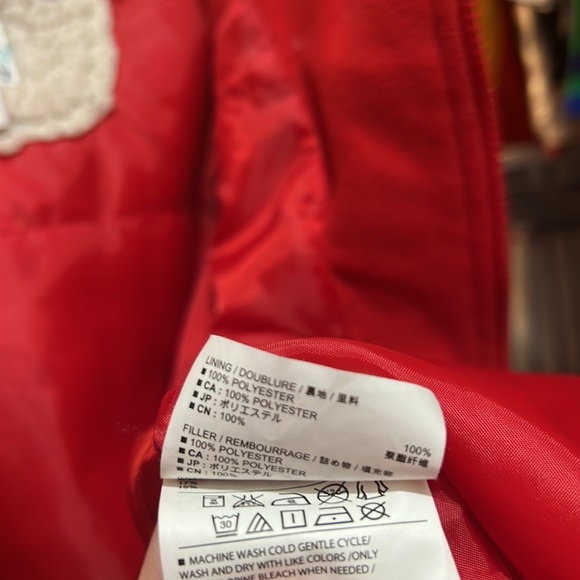 LINING / DOUBLURE / 裏地 / 里料
■ 100% POLYESTER
■ CA : 100% POLYESTER
■ JP : ポリエステル 100%
■ CN : 100% 聚酯纤维
FILLER / REMBOURRAGE / 詰め物 / 填充物
■ 100% POLYESTER
■ CA : 100% POLYESTER
■ JP : ポリエステル
■ CN : 100%
30
■ MACHINE WASH COLD GENTLE CYCLE/
WASH AND DRY WITH LIKE COLORS /ONLY
BLEACH WHEN NEEDED /